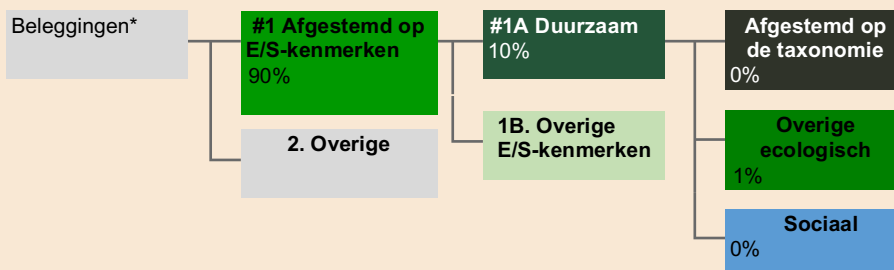 Beleggingen*
#1 Afgestemd op
E/S-kenmerken
90%
2. Overige
#1A Duurzaam
10%
1B. Overige
E/S-kenmerken
Afgestemd op
de taxonomie
0%
Overige
ecologisch
1%
Sociaal
0%